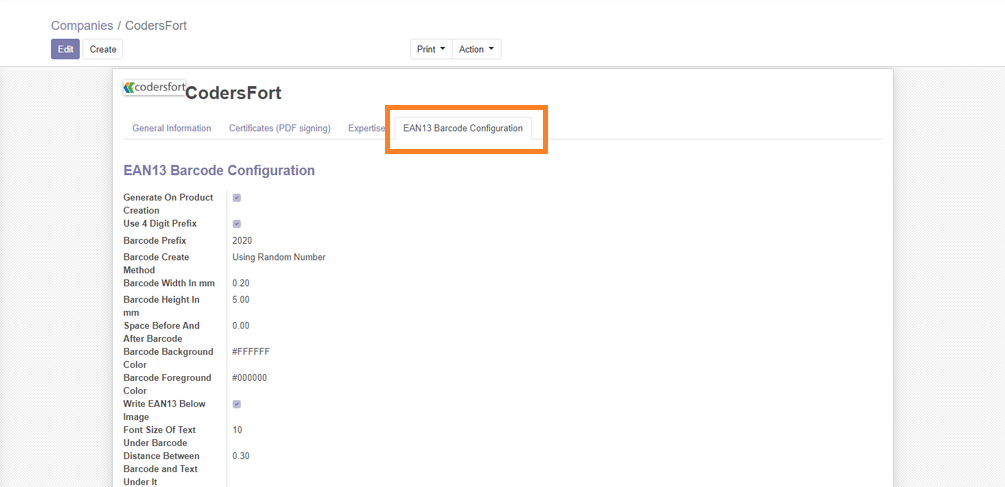 Companies / CodersFort
Edit Create Print Action
codersfort CodersFort
General Information Certificates (PDF signing) Expertise EAN13 Barcode Configuration
EAN13 Barcode Configuration
Generate On Product
Creation
Use 4 Digit Prefix
Barcode Prefix 2020
Barcode Create Using Random Number
Method
Barcode Width In mm 0.20
Barcode Height In 5.00
mm
Space Before And 0.00
After Barcode
Barcode Background #FFFFFF
Color
Barcode Foreground #000000
Color
Write EAN13 Below
Image
Font Size Of Text 10
Under Barcode
Distance Between 0.30
Barcode and Text
Under It